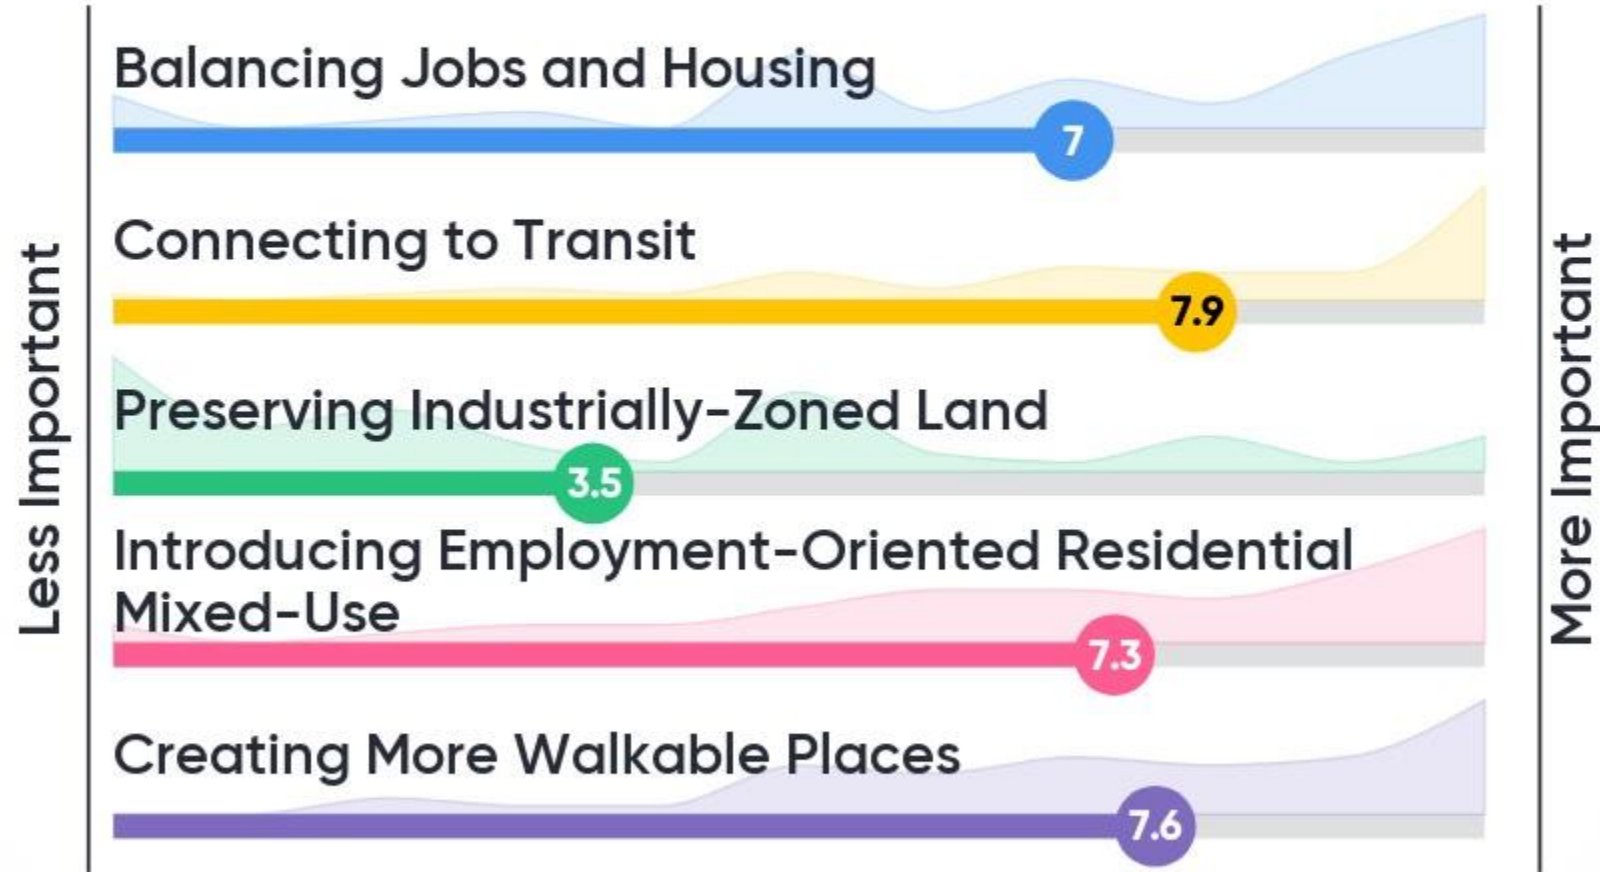 Less Important
Balancing Jobs and Housing
7
Connecting to Transit
7.9
Preserving Industrially-Zoned Land
3.5
Introducing Employment-Oriented Residential
Mixed-Use
7.3
Creating More Walkable Places
7.6
More Important